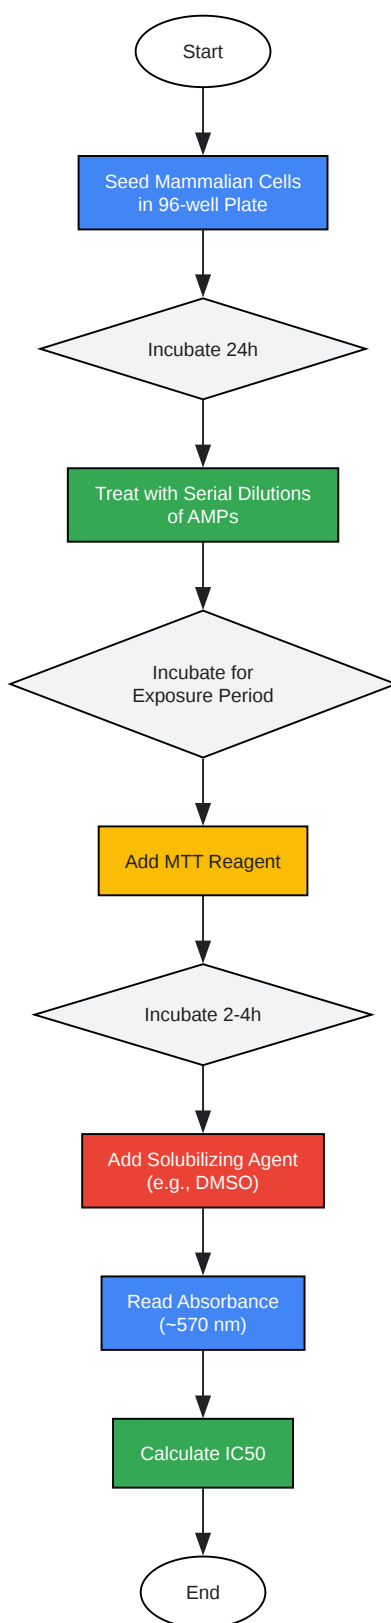 Start
Seed Mammalian Cells
in 96-well Plate
Incubate 24h
Treat with Serial Dilutions
of AMPs
Incubate for
Exposure Period
Add MTT Reagent
Incubate 2-4h
Add Solubilizing Agent
(e.g., DMSO)
Read Absorbance
(~570 nm)
Calculate IC50
End